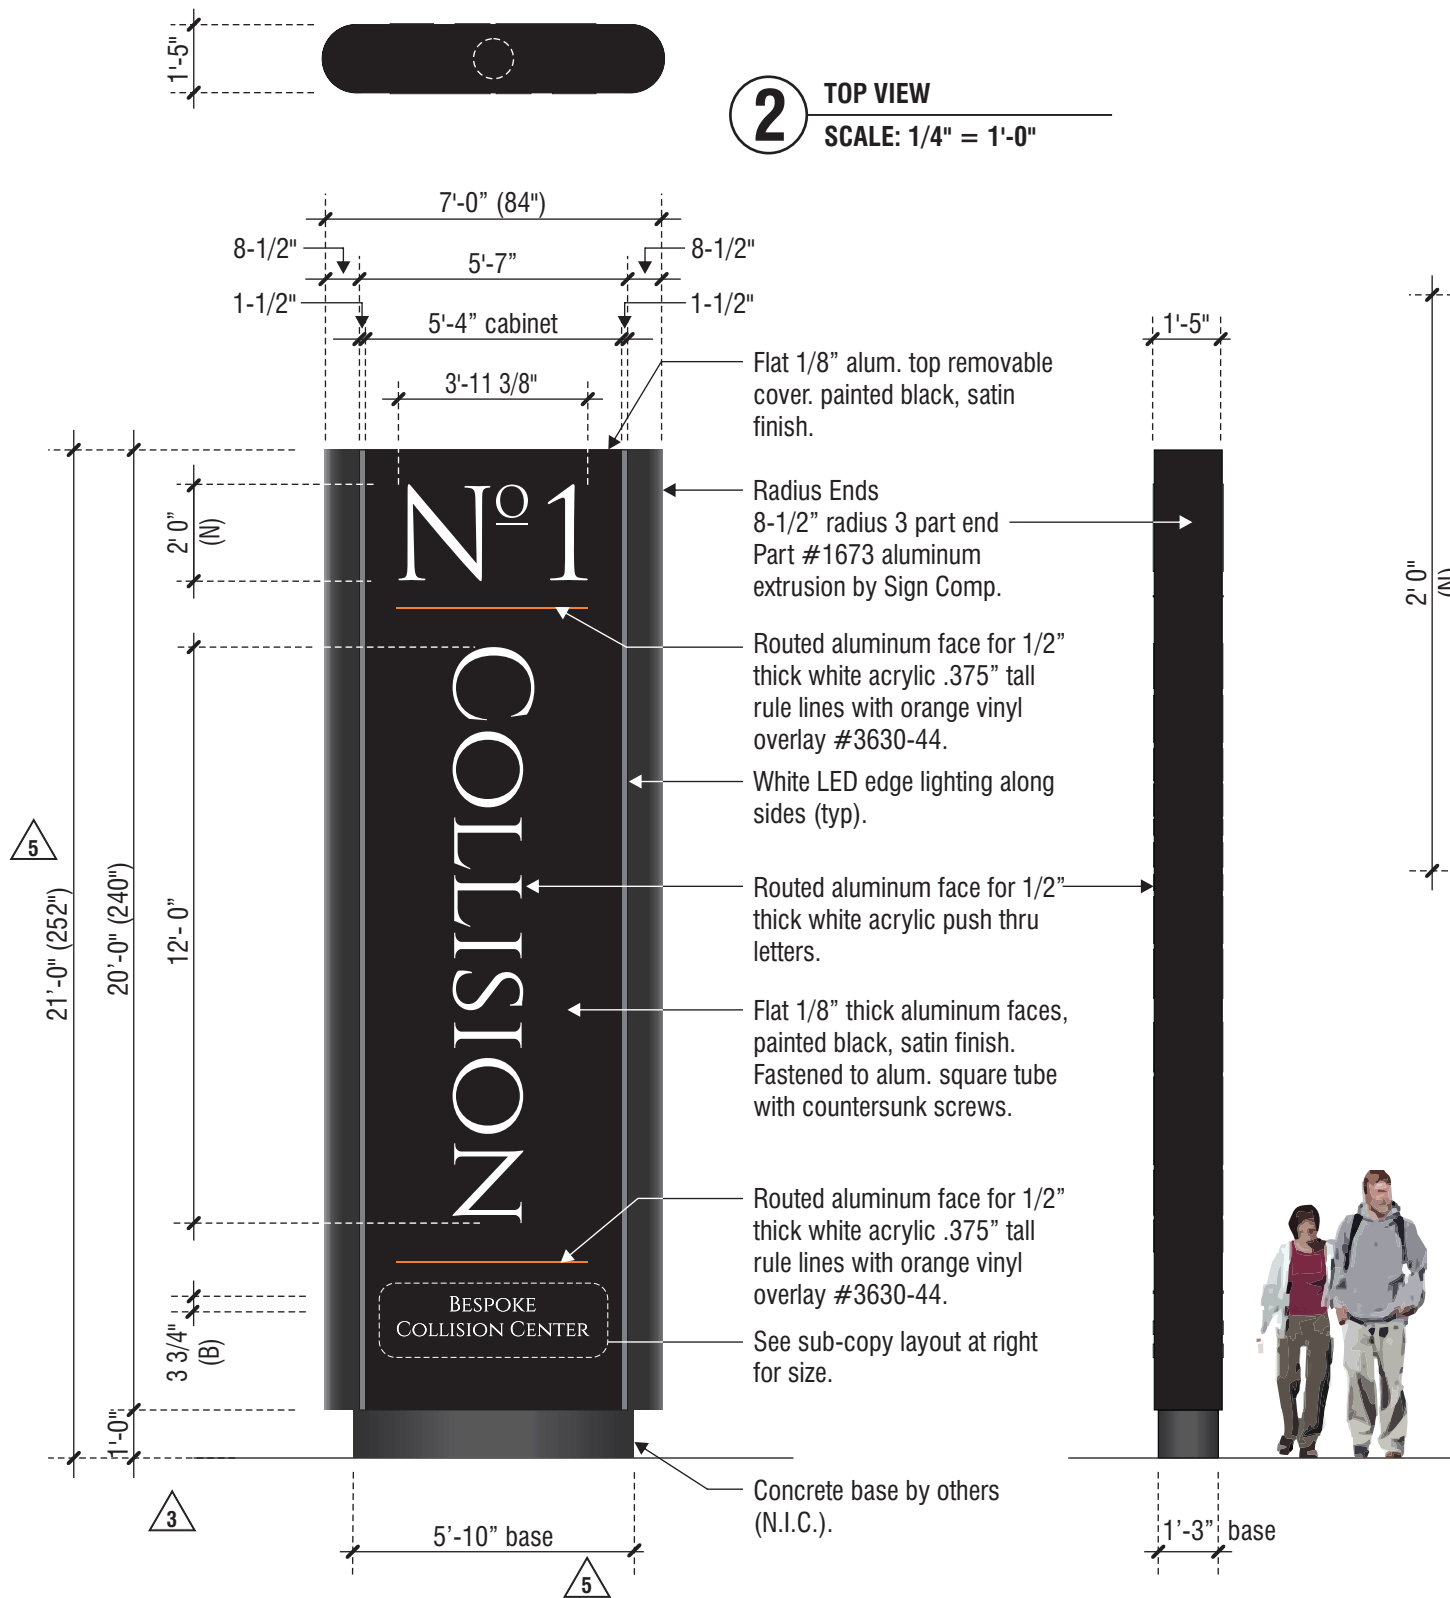 1'-5"
2
TOP VIEW
SCALE: 1/4" = 1'-0"
7'-0” (84")
8-1/2"
5'-7”
8-1/2"
1-1/2"
5'-4” cabinet
1-1/2"
3'-11 3/8"
1'-5"
Flat 1/8” alum. top removable
cover. painted black, satin
finish.
Radius Ends
8-1/2” radius 3 part end
Part #1673 aluminum
extrusion by Sign Comp.
Routed aluminum face for 1/2”
thick white acrylic .375” tall
rule lines with orange vinyl
overlay #3630-44.
White LED edge lighting along
sides (typ).
Routed aluminum face for 1/2”
thick white acrylic push thru
letters.
Flat 1/8” thick aluminum faces,
painted black, satin finish.
Fastened to alum. square tube
with countersunk screws.
Routed aluminum face for 1/2”
thick white acrylic .375” tall
rule lines with orange vinyl
overlay #3630-44.
See sub-copy layout at right
for size.
Concrete base by others
(N.I.C.).
Nº1
COLLISION
BESPOKE
COLLISION CENTER
2' 0”
(N)
12'- 0”
3 3/4"
(B)
21’-0" (252")
20’-0" (240")
1'-0"
5
3
5’-10” base
5
1’-3” base
2' 0"
(N)